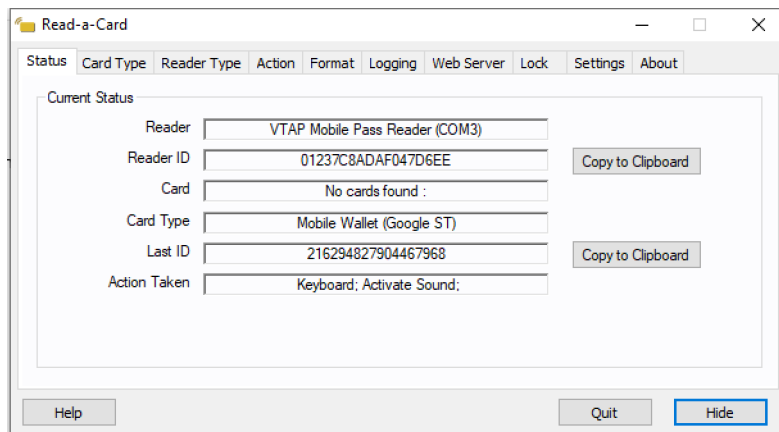 Read-a-Card
Status Card Type Reader Type Action Format Logging Web Server Lock Settings About
Current Status
Reader VTAP Mobile Pass Reader (COM3)
Reader ID 01237C8ADAF047D6EE Copy to Clipboard
Card No cards found :
Card Type Mobile Wallet (Google ST)
Last ID 216294827904467968 Copy to Clipboard
Action Taken Keyboard; Activate Sound;
Help Quit Hide